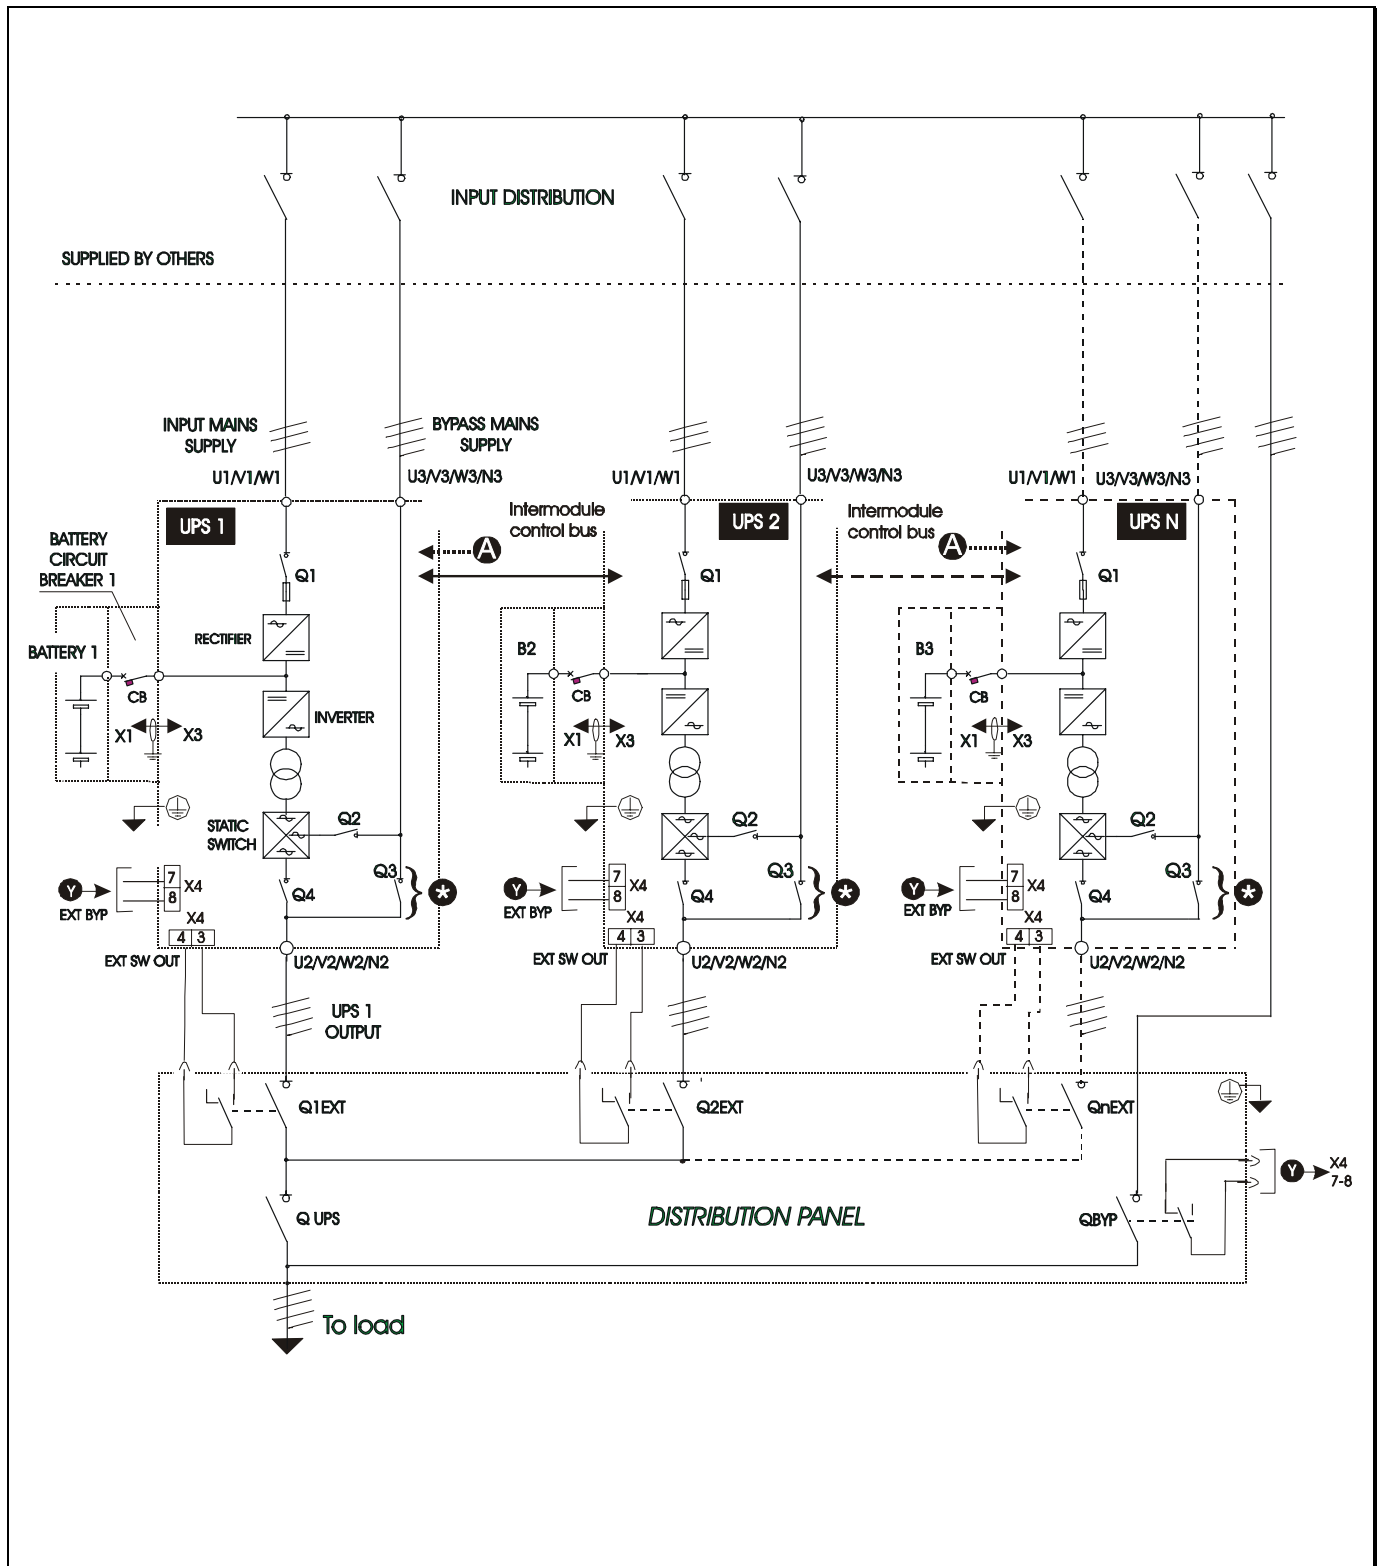 INPUT DISTRIBUTION
SUPPLIED BY OTHERS
INPUT MAINS
SUPPLY
BYPASS MAINS
SUPPLY
U1/V1/W1
U3/V3/W3/N3
U1/V1/W1
U3/V3/W3/N3
U1/V1/W1
U3/V3/W3/N3
UPS 1
Intermodule
control bus
A
UPS 2
Intermodule
control bus
A
UPS N
BATTERY
CIRCUIT
BREAKER 1
Q1
Q1
Q1
RECTIFIER
BATTERY 1
B2
B3
CB
CB
CB
INVERTER
X1
X3
X1
X3
X1
X3
STATIC
SWITCH
Q2
Q2
Q2
Q3
Q3
Q3
Y
EXT BYP
7
8
X4
Q4
*
Y
EXT BYP
7
8
X4
Q4
*
Y
EXT BYP
7
8
X4
Q4
*
X4
4 3
X4
4 3
X4
4 3
EXT SW OUT
U2/V2/W2/N2
EXT SW OUT
U2/V2/W2/N2
EXT SW OUT
U2/V2/W2/N2
UPS 1
OUTPUT
Q1EXT
Q2EXT
QnEXT
Y
X4
7-8
Q UPS
DISTRIBUTION PANEL
QBYP
To load